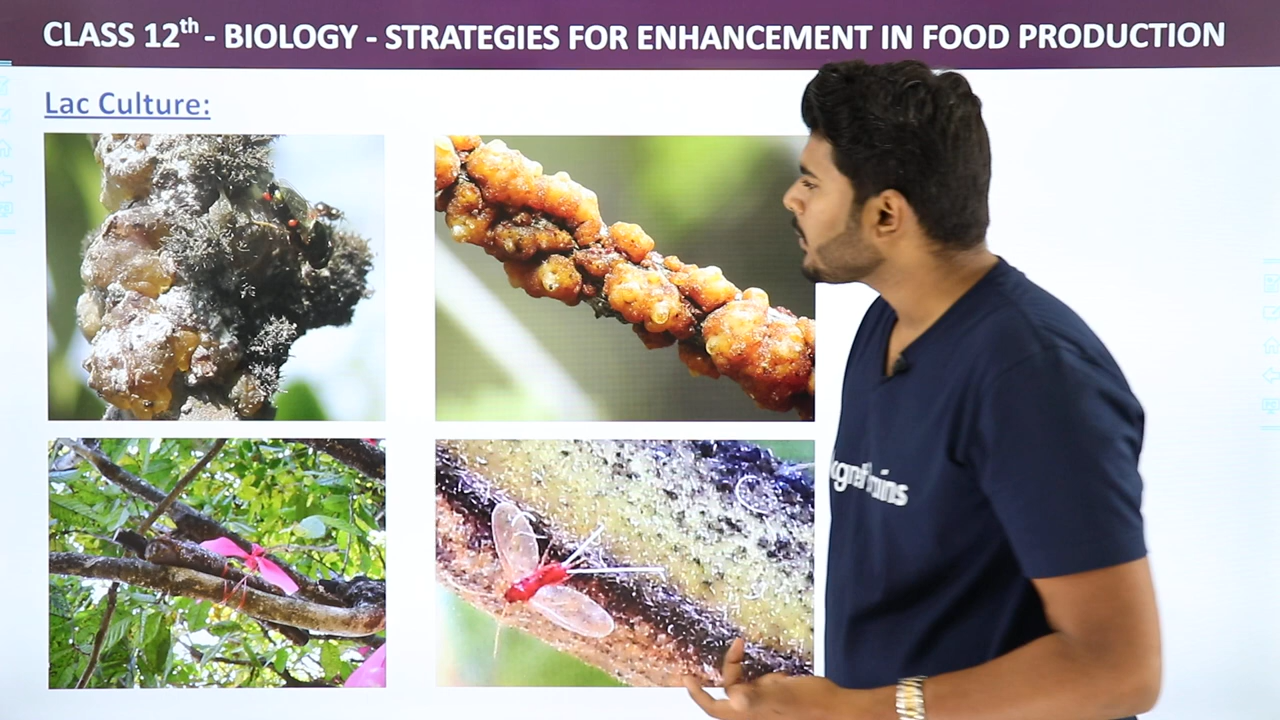 CLASS 12th - BIOLOGY - STRATEGIES FOR ENHANCEMENT IN FOOD PRODUCTION
Lac Culture: